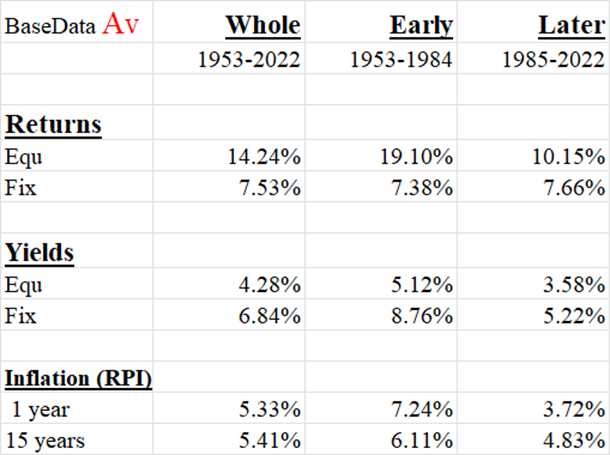 BaseData Av Whole Early Later
1953-2022 1953-1984 1985-2022
Returns
Equ 14.24% 19.10% 10.15%
Fix 7.53% 7.38% 7.66%
Yields
Equ 4.28% 5.12% 3.58%
Fix 6.84% 8.76% 5.22%
Inflation (RPI)
1 year 5.33% 7.24% 3.72%
15 years 5.41% 6.11% 4.83%